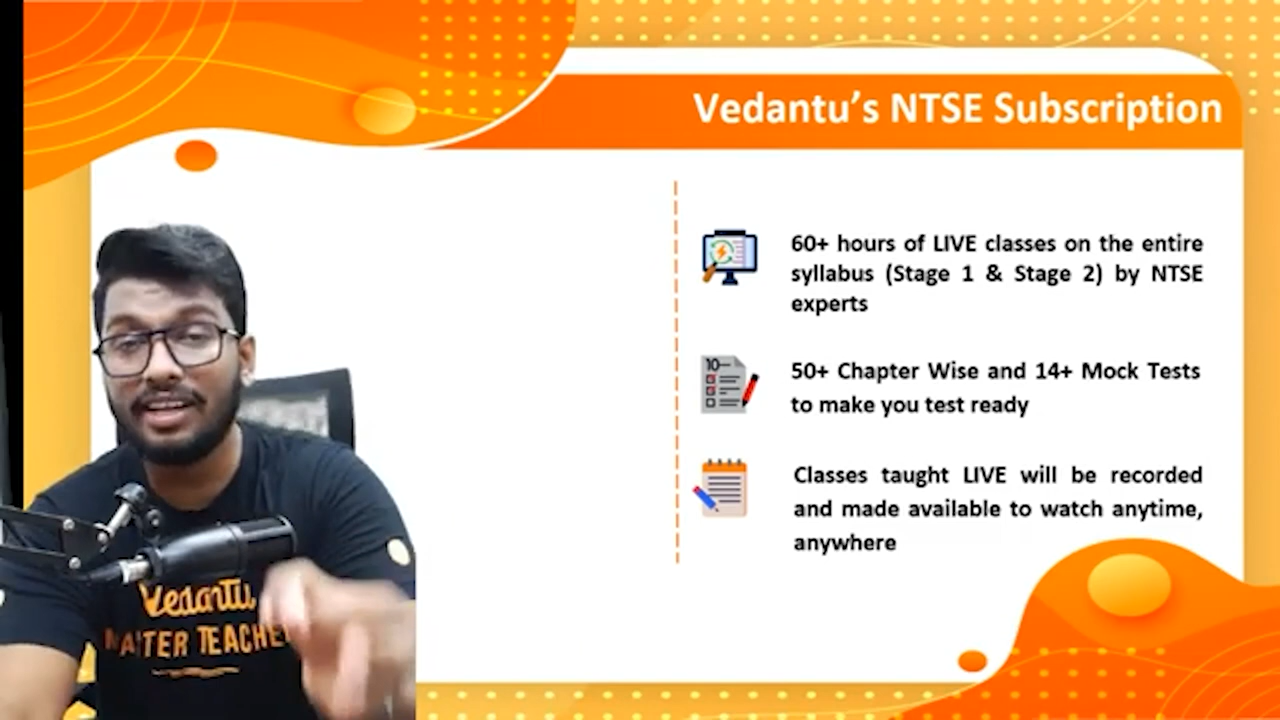 Vedantu's NTSE Subscription
60+ hours of LIVE classes on the entire
syllabus (Stage 1 & Stage 2) by NTSE
experts
10
50+ Chapter Wise and 14+ Mock Tests
to make you test ready
Classes taught LIVE will be recorded
and made available to watch anytime,
anywhere
Vedantu
MASTER TEACHER